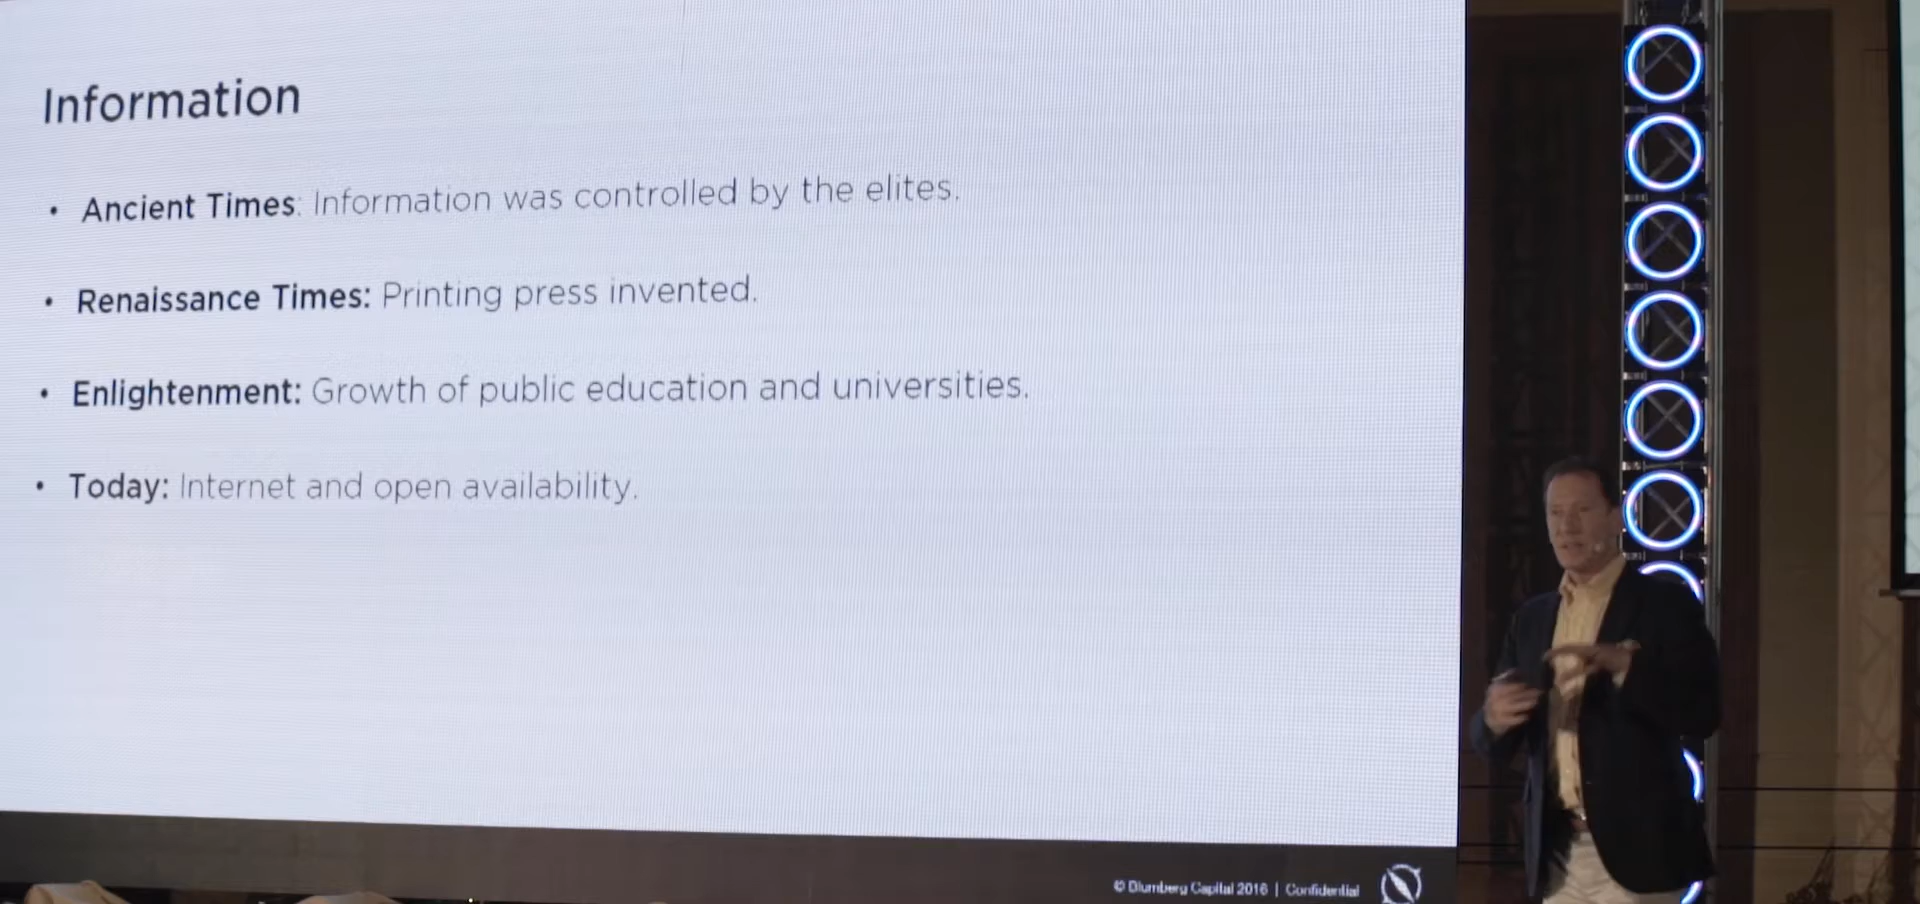 Information
• Ancient Times: Information was controlled by the elites.
• Renaissance Times: Printing press invented.
• Enlightenment: Growth of public education and universities.
• Today: Internet and open availability.
© Blumberg Capital 2016 | Confidential